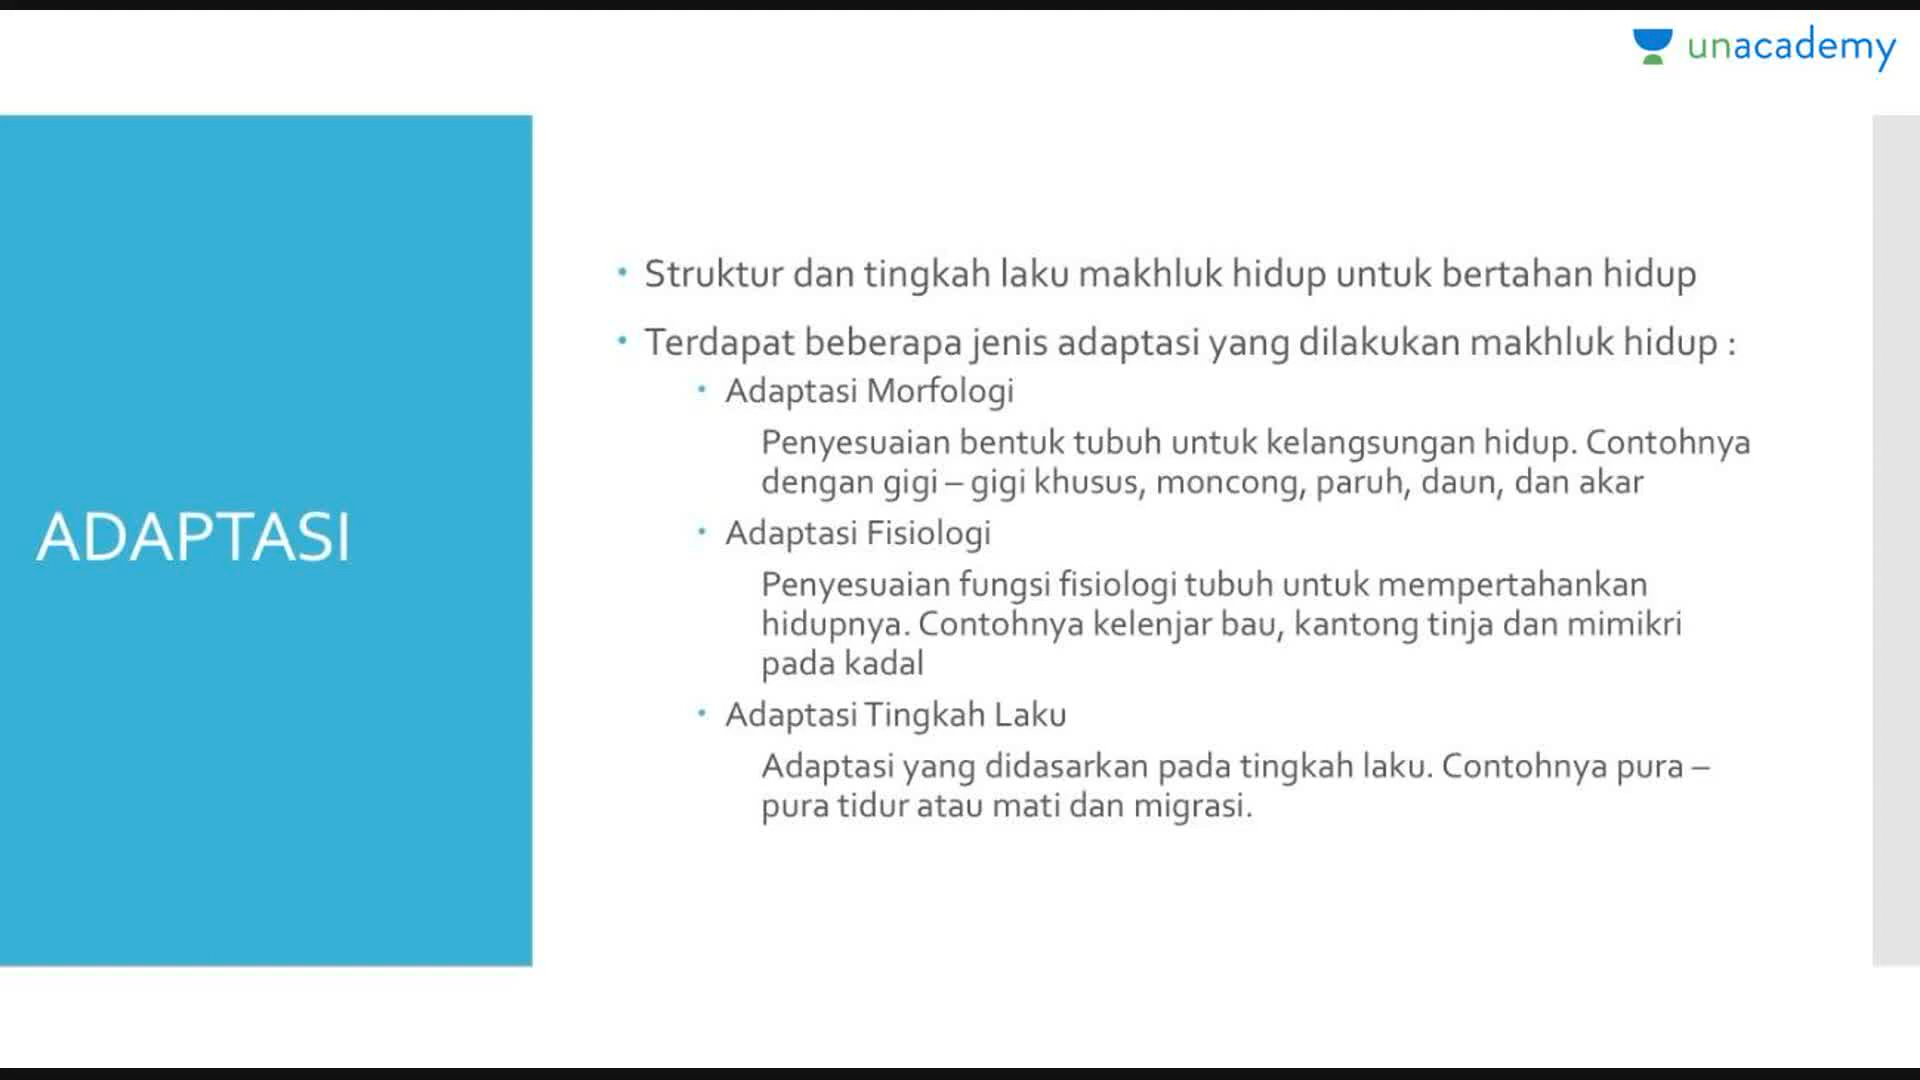 unacademy
ADAPTASI
• Struktur dan tingkah laku makhluk hidup untuk bertahan hidup
• Terdapat beberapa jenis adaptasi yang dilakukan makhluk hidup :
• Adaptasi Morfologi
Penyesuaian bentuk tubuh untuk kelangsungan hidup. Contohnya
dengan gigi – gigi khusus, moncong, paruh, daun, dan akar
• Adaptasi Fisiologi
Penyesuaian fungsi fisiologi tubuh untuk mempertahankan
hidupnya. Contohnya kelenjar bau, kantong tinja dan mimikri
pada kadal
• Adaptasi Tingkah Laku
Adaptasi yang didasarkan pada tingkah laku. Contohnya pura –
pura tidur atau mati dan migrasi.